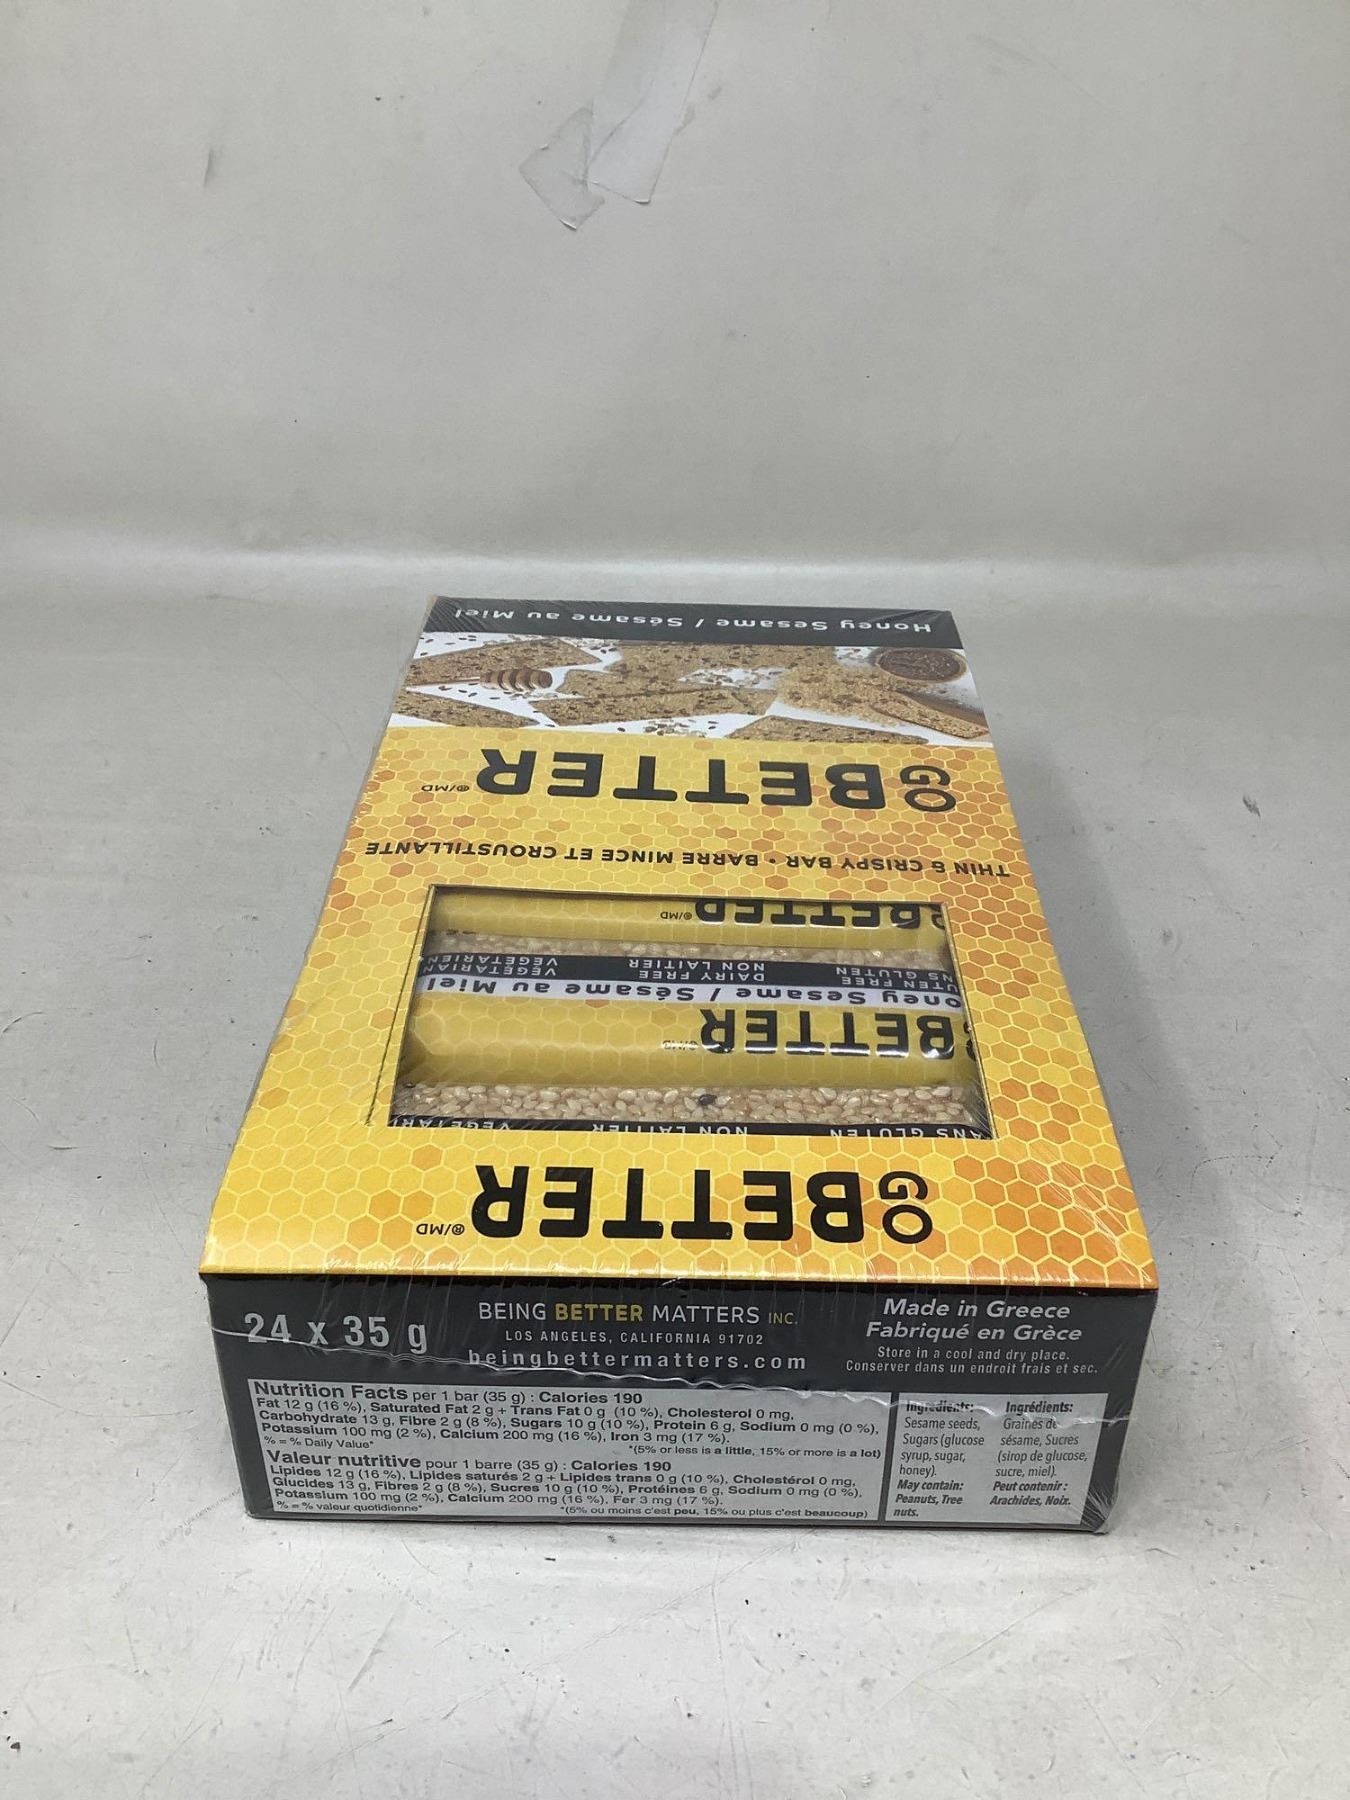 Honey Sesame / Sésame au Miel
GO BETTER ®/MD
THIN & CRISPY BAR • BARRE MINCE ET CROUSTILLANTE
BETTER ®/MD
UTEN FREE DAIRY FREE VEGETARIAN
NS GLUTEN NON LAITIER VEGETARIEN
oney Sesame / Sésame au Miel
BETTER ®/MD
ANS GLUTEN NON LAITIER VEGETARI
GO BETTER ®/MD
24 x 35 g
BEING BETTER MATTERS INC.
LOS ANGELES, CALIFORNIA 91702
beingbettermatters.com
Made in Greece
Fabriqué en Grèce
Store in a cool and dry place.
Conserver dans un endroit frais et sec.
Nutrition Facts per 1 bar (35 g) : Calories 190
Fat 12 g (16 %), Saturated Fat 2 g + Trans Fat 0 g (10 %), Cholesterol 0 mg,
Carbohydrate 13 g, Fibre 2 g (8 %), Sugars 10 g (10 %), Protein 6 g, Sodium 0 mg (0 %),
Potassium 100 mg (2 %), Calcium 200 mg (16 %), Iron 3 mg (17 %).
% = % Daily Value* *(5% or less is a little, 15% or more is a lot)
Valeur nutritive pour 1 barre (35 g) : Calories 190
Lipides 12 g (16 %), Lipides saturés 2 g + Lipides trans 0 g (10 %), Cholestérol 0 mg,
Glucides 13 g, Fibres 2 g (8 %), Sucres 10 g (10 %), Protéines 6 g, Sodium 0 mg (0 %),
Potassium 100 mg (2 %), Calcium 200 mg (16 %), Fer 3 mg (17 %).
% = % valeur quotidienne* *(5% ou moins c'est peu, 15% ou plus c'est beaucoup)
Ingredients:
Sesame seeds,
Sugars (glucose
syrup, sugar,
honey).
May contain:
Peanuts, Tree
nuts.
Ingrédients:
Graines de
sésame, Sucres
(sirop de glucose,
sucre, miel).
Peut contenir :
Arachides, Noix.